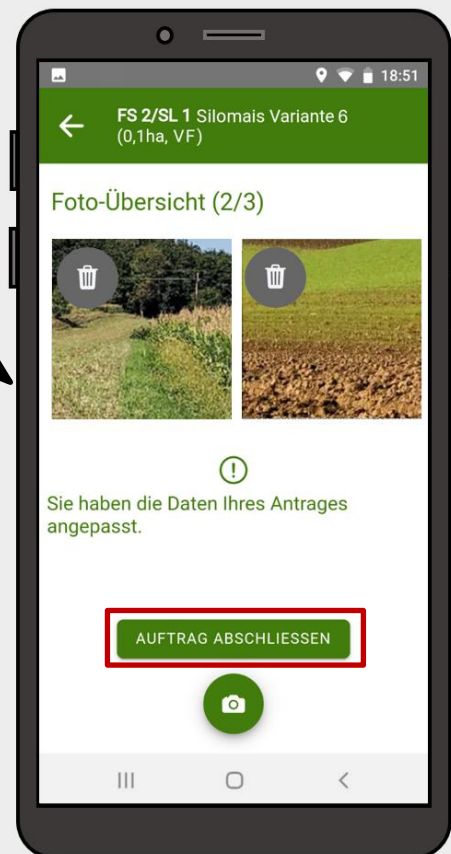 18:51
FS 2/SL 1 Silomais Variante 6
(0,1ha, VF)
Foto-Übersicht (2/3)
Sie haben die Daten Ihres Antrages
angepasst.
AUFTRAG ABSCHLIESSEN